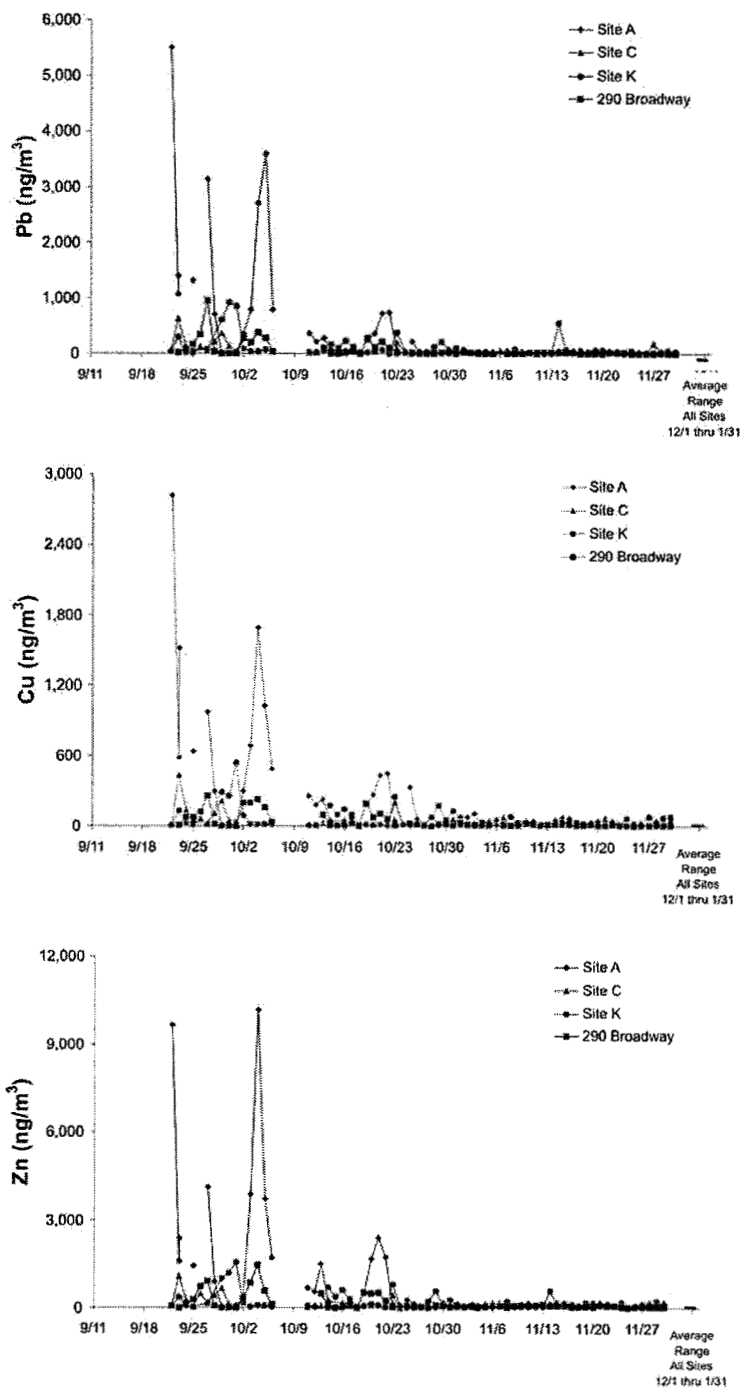 6,000
5,000
4,000
3,000
2,000
1,000
0
Pb (ng/m³)
Site A
Site C
Site K
290 Broadway
9/11 9/18 9/25 10/2 10/9 10/16 10/23 10/30 11/6 11/13 11/20 11/27
Average
Range
All Sites
12/1 thru 1/31
3,000
2,400
1,800
1,200
600
0
Cu (ng/m³)
Site A
Site C
Site K
290 Broadway
9/11 9/18 9/25 10/2 10/9 10/16 10/23 10/30 11/6 11/13 11/20 11/27
Average
Range
All Sites
12/1 thru 1/31
12,000
9,000
6,000
3,000
0
Zn (ng/m³)
Site A
Site C
Site K
290 Broadway
9/11 9/18 9/25 10/2 10/9 10/16 10/23 10/30 11/6 11/13 11/20 11/27
Average
Range
All Sites
12/1 thru 1/31